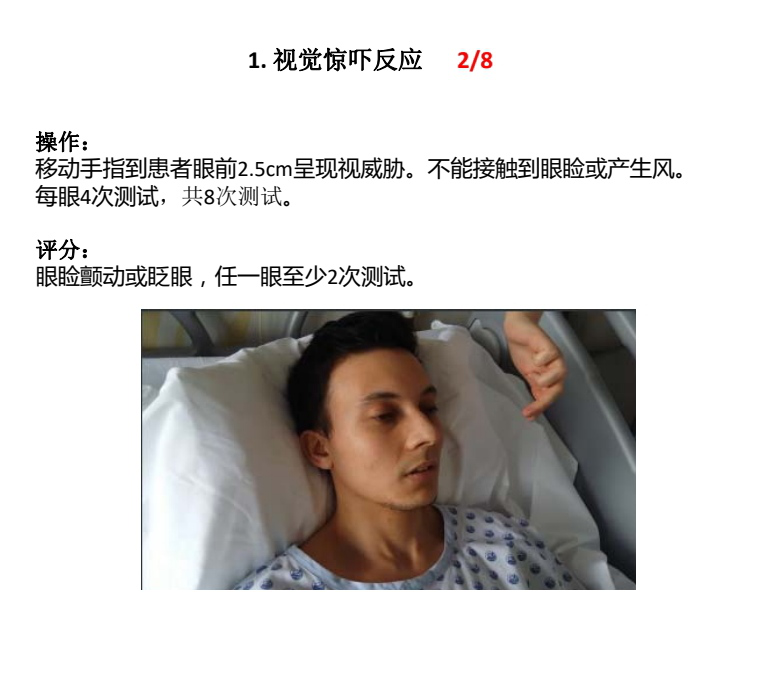 1. 视觉惊吓反应 2/8
操作：
移动手指到患者眼前2.5cm呈现视威胁。不能接触到眼睑或产生风。
每眼4次测试，共8次测试。
评分：
眼睑颤动或眨眼，任一眼至少2次测试。